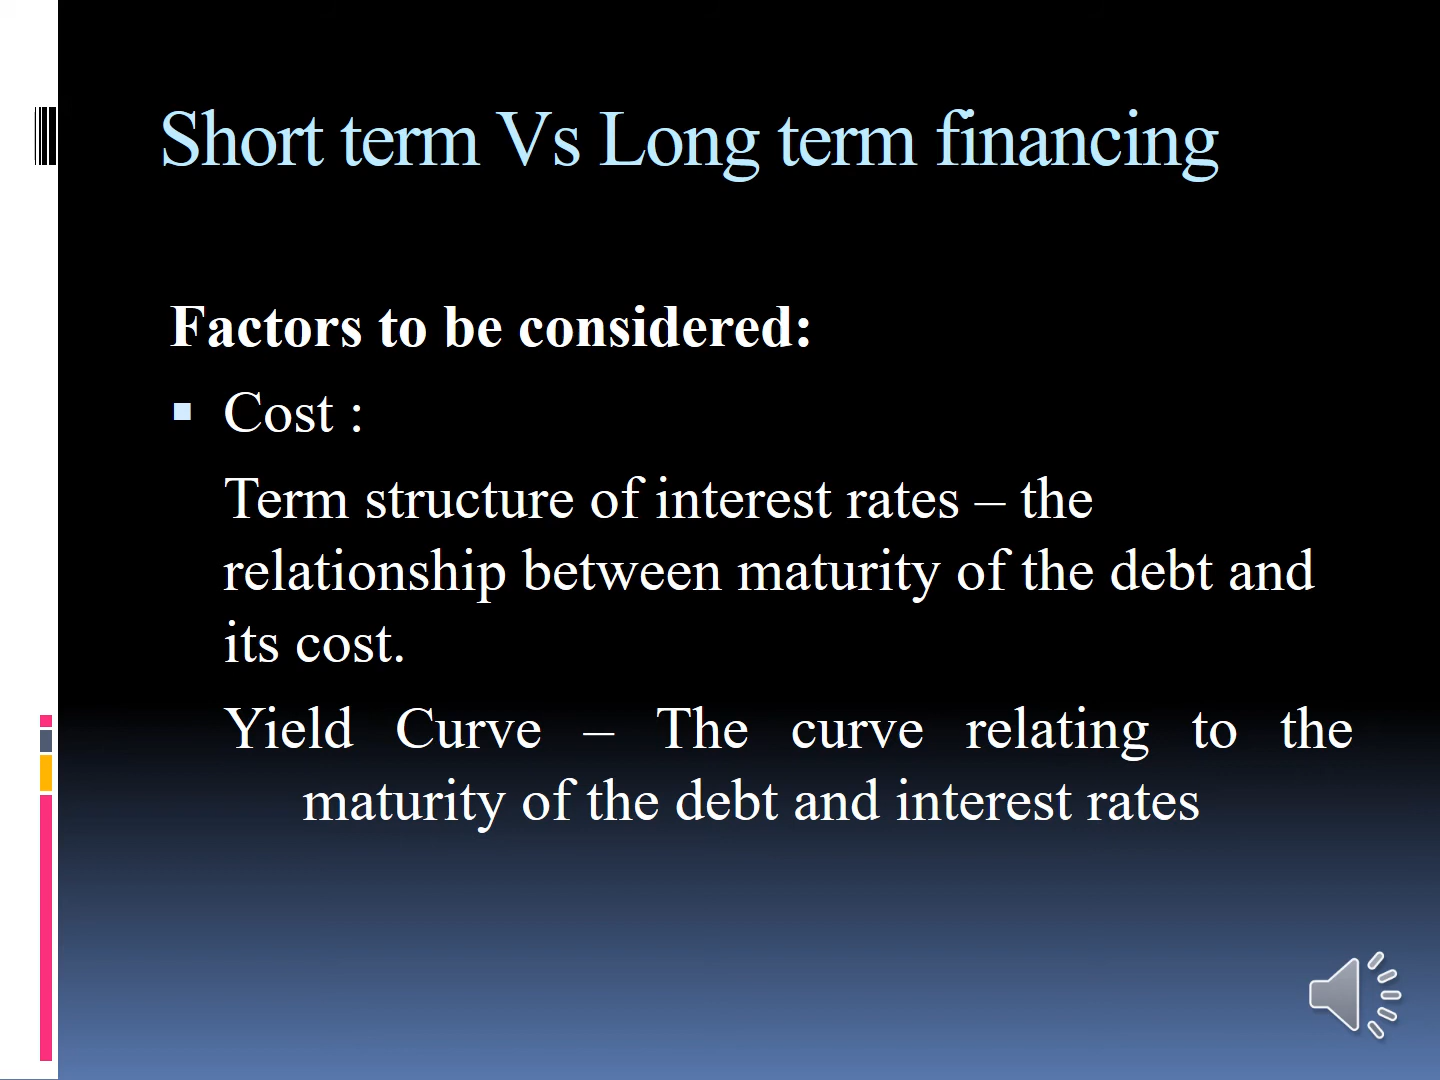 Short term Vs Long term financing
Factors to be considered:
▪ Cost :
Term structure of interest rates – the
relationship between maturity of the debt and
its cost.
Yield Curve – The curve relating to the
maturity of the debt and interest rates